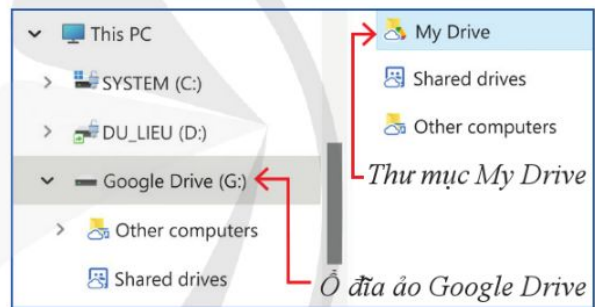 This PC
SYSTEM (C:)
DU_LIEU (D:)
Google Drive (G:)
Other computers
Shared drives
My Drive
Shared drives
Other computers
Thư mục My Drive
Ổ đĩa ảo Google Drive